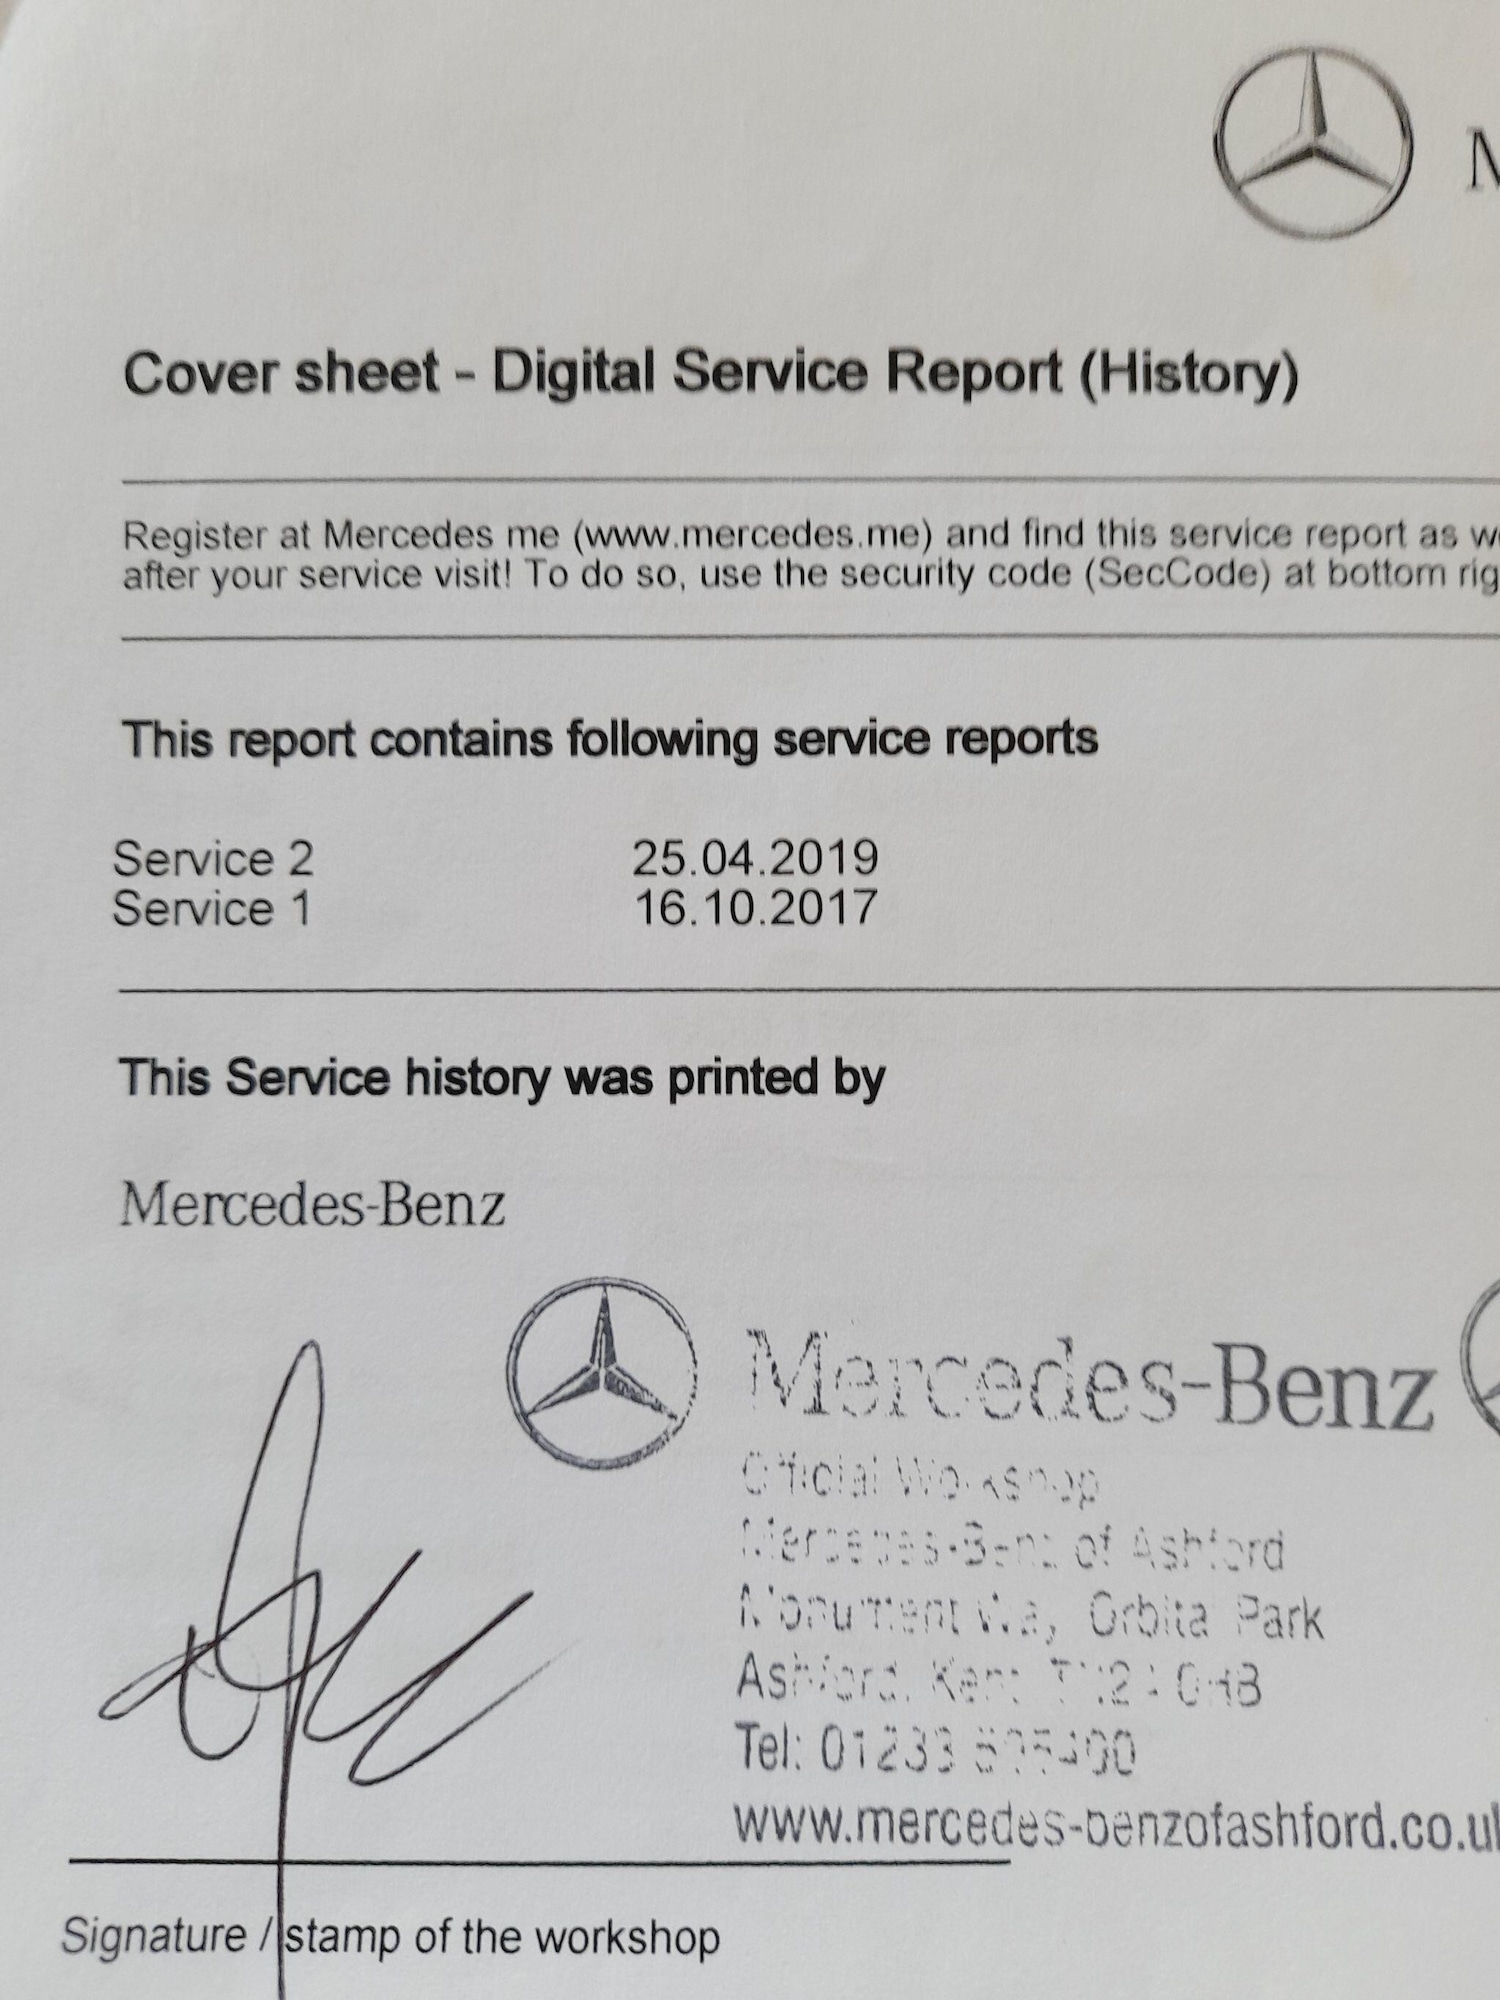 Cover sheet - Digital Service Report (History)
Register at Mercedes me (www.mercedes.me) and find this service report as
after your service visit! To do so, use the security code (SecCode) at bottom
This report contains following service reports
Service 2 25.04.2019
Service 1 16.10.2017
This Service history was printed by
Mercedes-Benz
Mercedes-Benz
Official Workshop
Mercedes-Benz of Ashford
Monument Way, Orbital Park
Ashford, Kent
Tel: 01233
www.mercedes-benzofashford.co.uk
Signature / stamp of the workshop